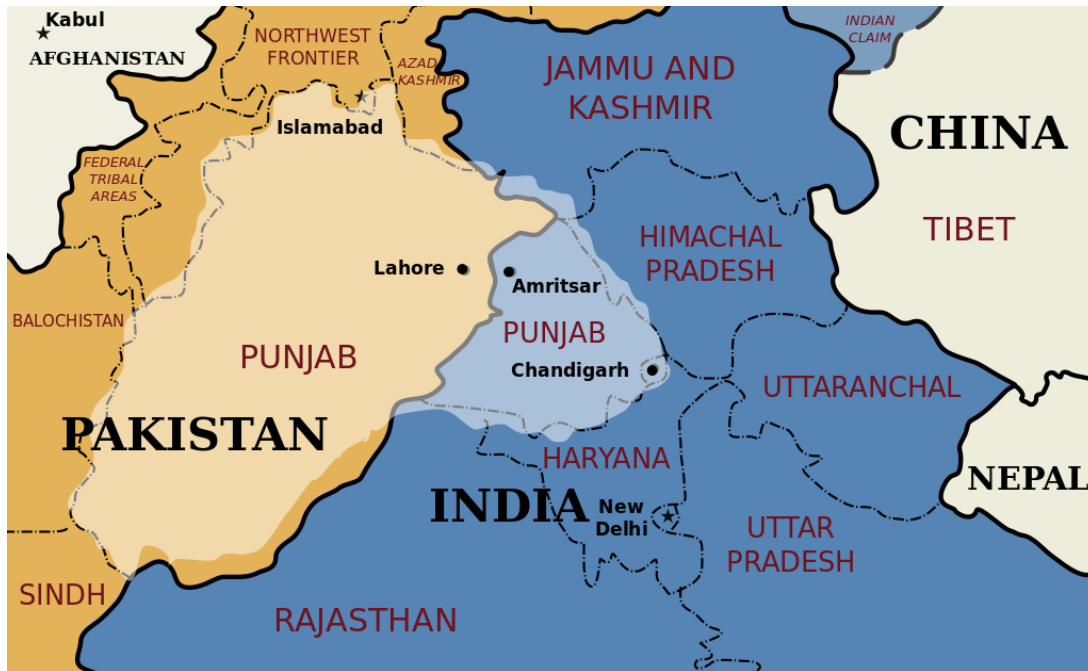 Kabul
AFGHANISTAN
NORTHWEST
FRONTIER
AZAD
KASHMIR
INDIAN
CLAIM
JAMMU AND
KASHMIR
CHINA
Islamabad
FEDERAL
TRIBAL
AREAS
TIBET
HIMACHAL
PRADESH
Lahore
Amritsar
BALOCHISTAN
PUNJAB
PUNJAB
Chandigarh
UTTARANCHAL
PAKISTAN
HARYANA
NEPAL
INDIA
New
Delhi
UTTAR
PRADESH
SINDH
RAJASTHAN